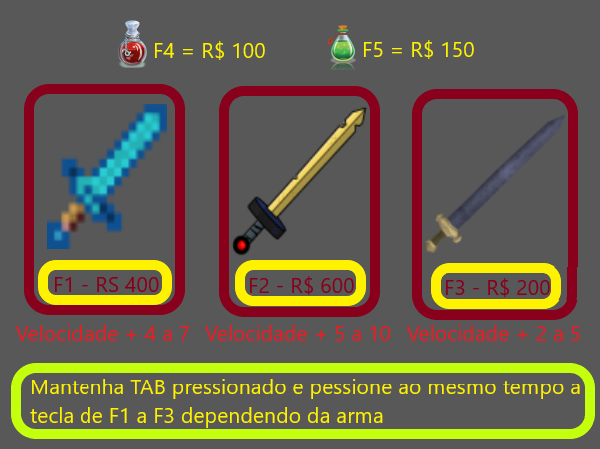 F4 = R$ 100 F5 = R$ 150
F1 - RS 400 F2 - R$ 600 F3 - R$ 200
Velocidade + 4 a 7 Velocidade + 5 a 10 Velocidade + 2 a 5
Mantenha TAB pressionado e pessione ao mesmo tempo a
tecla de F1 a F3 dependendo da arma